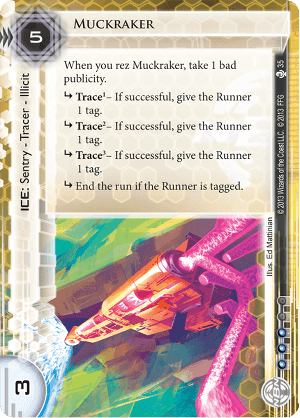 5
MUCKRAKER
When you rez Muckraker, take 1 bad
publicity.
↳ Trace¹– If successful, give the Runner
1 tag.
↳ Trace²– If successful, give the Runner
1 tag.
↳ Trace³– If successful, give the Runner
1 tag.
↳ End the run if the Runner is tagged.
ICE: Sentry - Tracer - Illicit
35
© 2013 Wizards of the Coast LLC. © 2013 FFG
Illus. Ed Mattinian
3